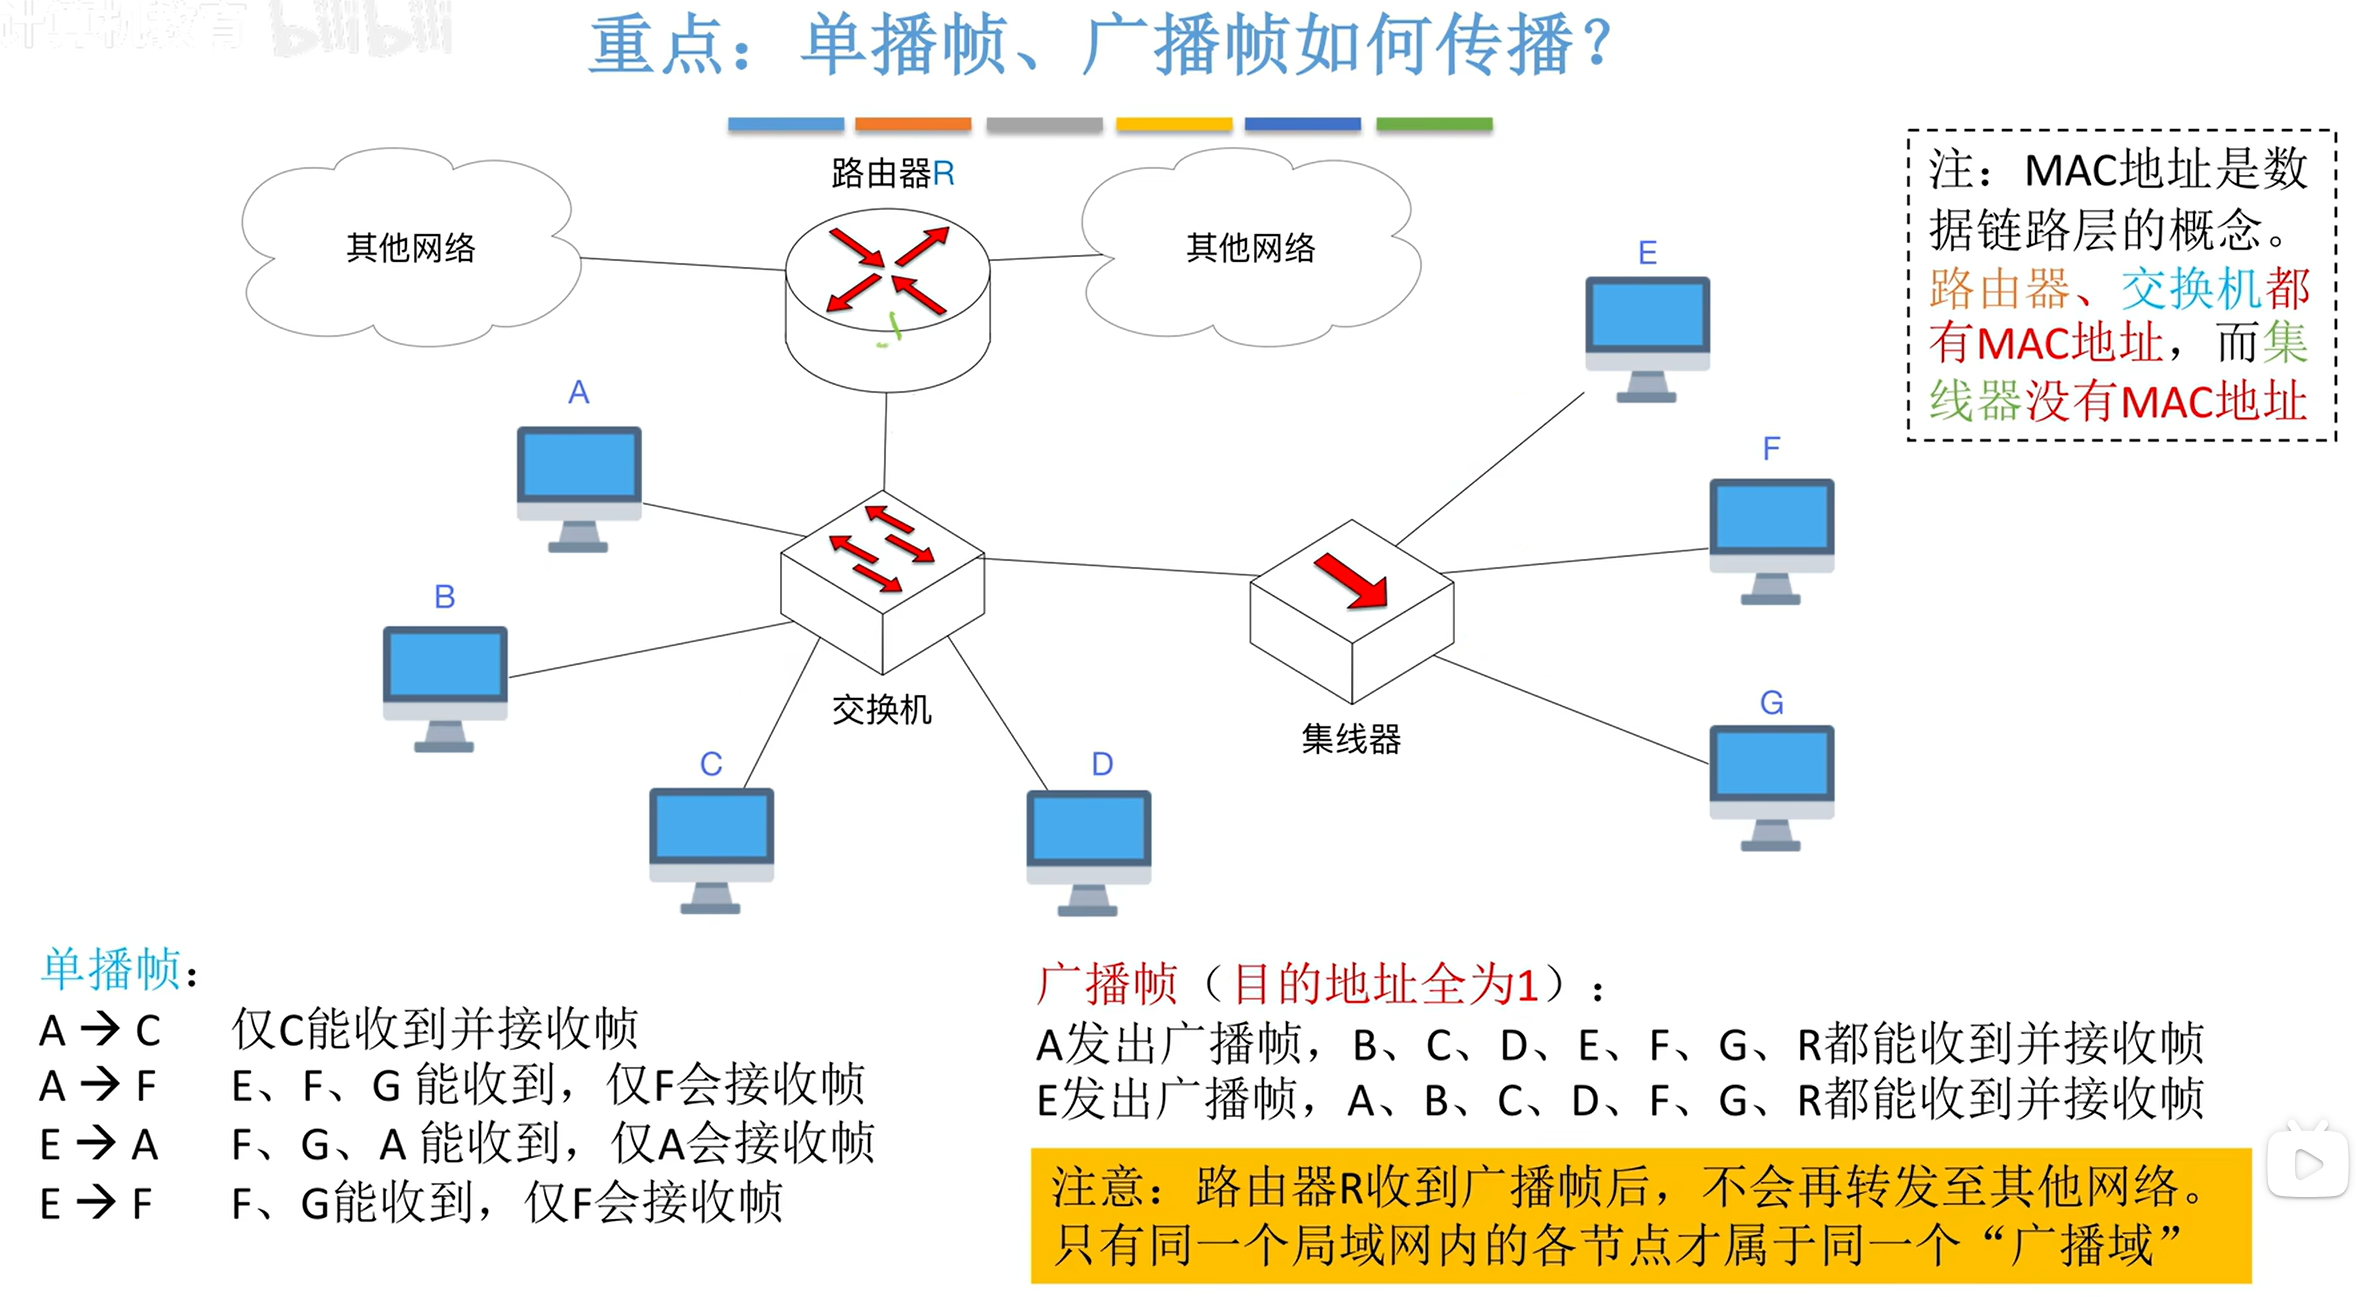 计算机教育 bilibili
重点：单播帧、广播帧如何传播？
路由器R
其他网络
其他网络
注：MAC地址是数
据链路层的概念。
路由器、交换机都
有MAC地址，而集
线器没有MAC地址
E
A
F
B
交换机
集线器
G
C
D
单播帧：
A → C 仅C能收到并接收帧
A → F E、F、G 能收到，仅F会接收帧
E → A F、G、A 能收到，仅A会接收帧
E → F F、G能收到，仅F会接收帧
广播帧（目的地址全为1）：
A发出广播帧，B、C、D、E、F、G、R都能收到并接收帧
E发出广播帧，A、B、C、D、F、G、R都能收到并接收帧
注意：路由器R收到广播帧后，不会再转发至其他网络。
只有同一个局域网内的各节点才属于同一个“广播域”